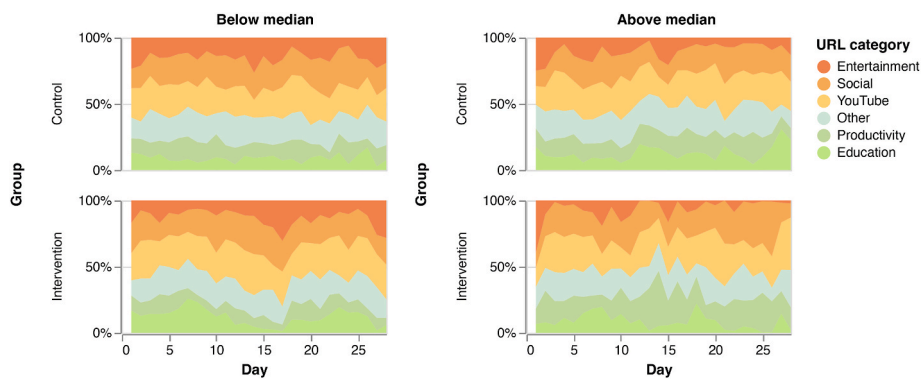 Below median
Above median
URL category
Entertainment
Social
YouTube
Other
Productivity
Education
Group
Control
100%
50%
0%
Intervention
100%
50%
0%
0 5 10 15 20 25
Day
Group
Control
100%
50%
0%
Intervention
100%
50%
0%
0 5 10 15 20 25
Day